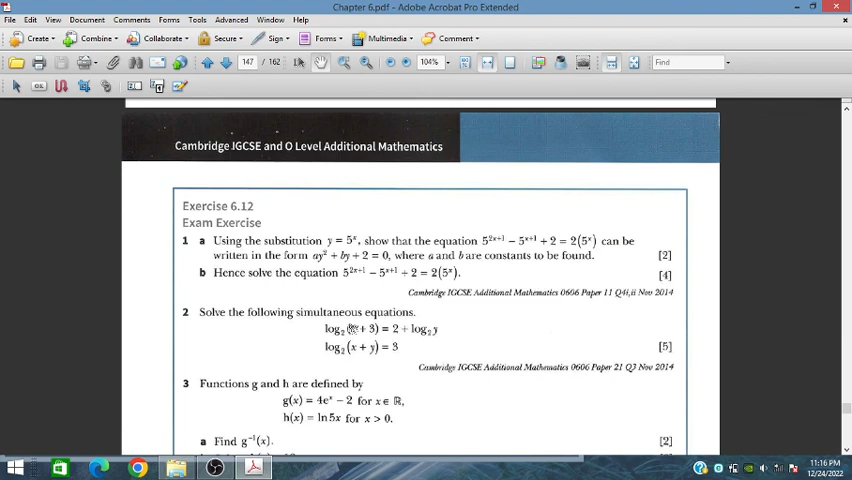 Chapter 6.pdf - Adobe Acrobat Pro Extended
File Edit View Document Comments Forms Tools Advanced Window Help
Create Combine Collaborate Secure Sign Forms Multimedia Comment
147 / 162 104% Find
Cambridge IGCSE and O Level Additional Mathematics
Exercise 6.12
Exam Exercise
1 a Using the substitution y = 5ˣ, show that the equation 5²ˣ⁺¹ − 5ˣ⁺¹ + 2 = 2(5ˣ) can be
written in the form ay² + by + 2 = 0, where a and b are constants to be found. [2]
b Hence solve the equation 5²ˣ⁺¹ − 5ˣ⁺¹ + 2 = 2(5ˣ). [4]
Cambridge IGCSE Additional Mathematics 0606 Paper 11 Q4i,ii Nov 2014
2 Solve the following simultaneous equations.
log₂( + 3) = 2 + log₂y
log₂(x + y) = 3 [5]
Cambridge IGCSE Additional Mathematics 0606 Paper 21 Q3 Nov 2014
3 Functions g and h are defined by
g(x) = 4eˣ − 2 for x ∈ ℝ,
h(x) = ln 5x for x > 0.
a Find g⁻¹(x). [2]
11:16 PM
12/24/2022